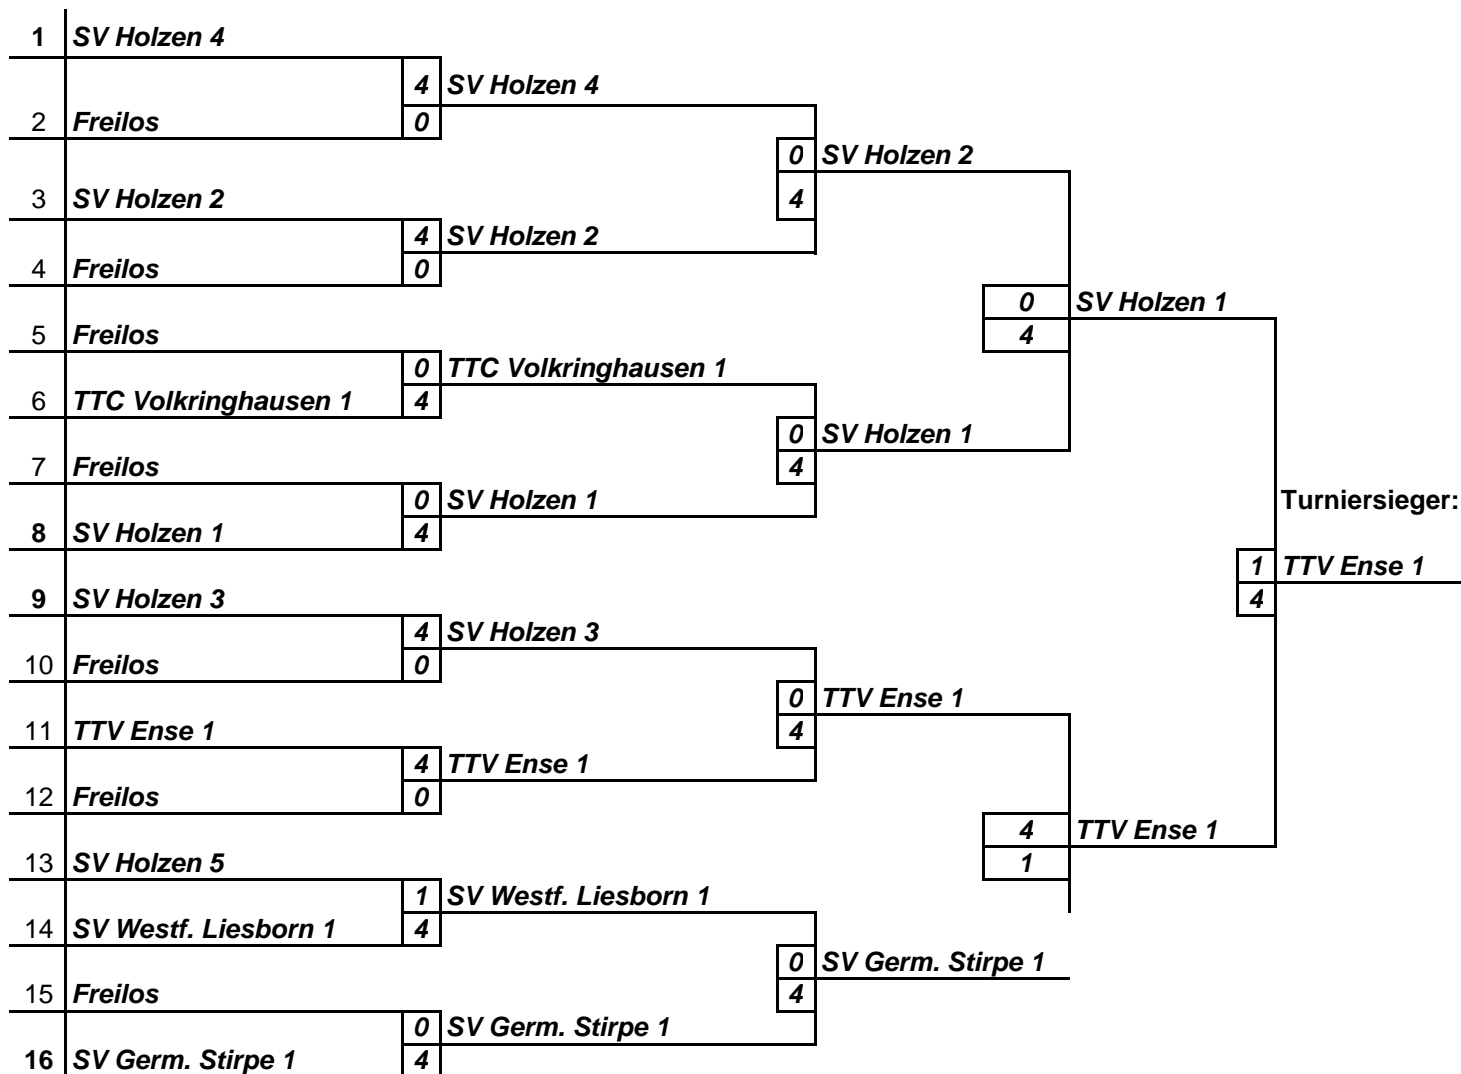 1 SV Holzen 4
4 SV Holzen 4
2 Freilos 0
0 SV Holzen 2
3 SV Holzen 2 4
4 SV Holzen 2
4 Freilos 0
0 SV Holzen 1
5 Freilos 4
0 TTC Volkringhausen 1
6 TTC Volkringhausen 1 4
0 SV Holzen 1
7 Freilos 4
0 SV Holzen 1 Turniersieger:
8 SV Holzen 1 4
1 TTV Ense 1
9 SV Holzen 3 4
4 SV Holzen 3
10 Freilos 0
0 TTV Ense 1
11 TTV Ense 1 4
4 TTV Ense 1
12 Freilos 0
4 TTV Ense 1
13 SV Holzen 5 1
1 SV Westf. Liesborn 1
14 SV Westf. Liesborn 1 4
0 SV Germ. Stirpe 1
15 Freilos 4
0 SV Germ. Stirpe 1
16 SV Germ. Stirpe 1 4